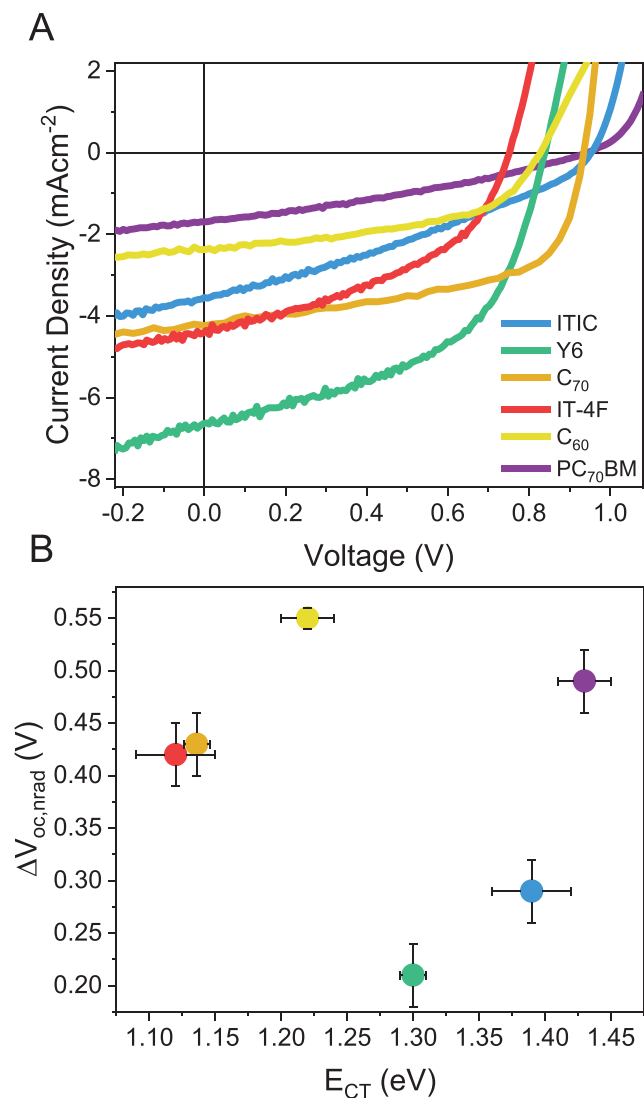 A
2
0
-2
-4
-6
-8
Current Density (mAcm⁻²)
-0.2 0.0 0.2 0.4 0.6 0.8 1.0
Voltage (V)
ITIC
Y6
C₇₀
IT-4F
C₆₀
PC₇₀BM
B
0.55
0.50
0.45
0.40
0.35
0.30
0.25
0.20
ΔVoc,nrad (V)
1.10 1.15 1.20 1.25 1.30 1.35 1.40 1.45
E_CT (eV)